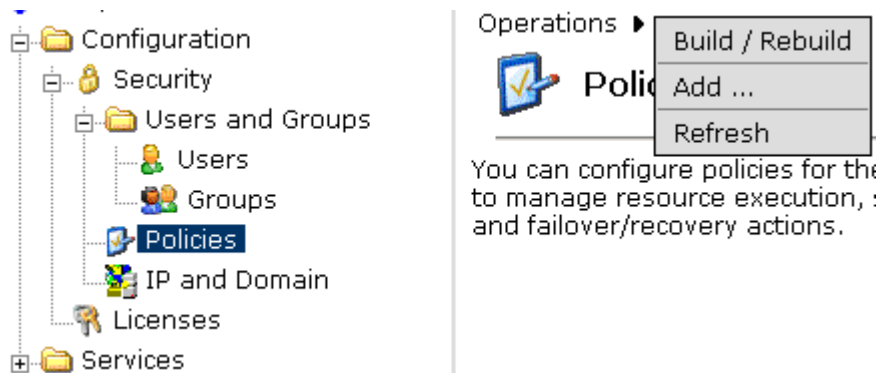 Configuration
Security
Users and Groups
Users
Groups
Policies
IP and Domain
Licenses
Services
Operations
Build / Rebuild
Add ...
Refresh
You can configure policies for the
to manage resource execution,
and failover/recovery actions.